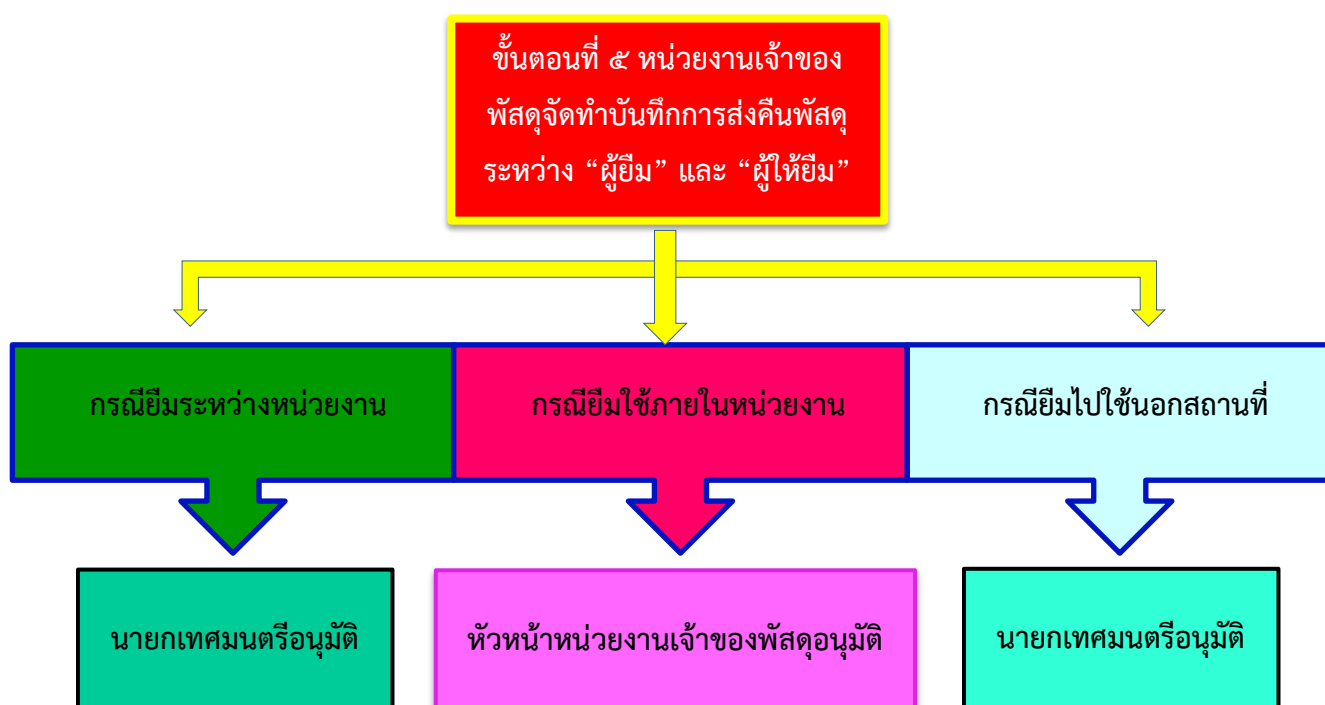 ขั้นตอนที่ ๕ หน่วยงานเจ้าของ
พัสดุจัดทำบันทึกการส่งคืนพัสดุ
ระหว่าง “ผู้ยืม” และ “ผู้ให้ยืม”
กรณียืมระหว่างหน่วยงาน
กรณียืมใช้ภายในหน่วยงาน
กรณียืมไปใช้นอกสถานที่
นายกเทศมนตรีอนุมัติ
หัวหน้าหน่วยงานเจ้าของพัสดุอนุมัติ
นายกเทศมนตรีอนุมัติ